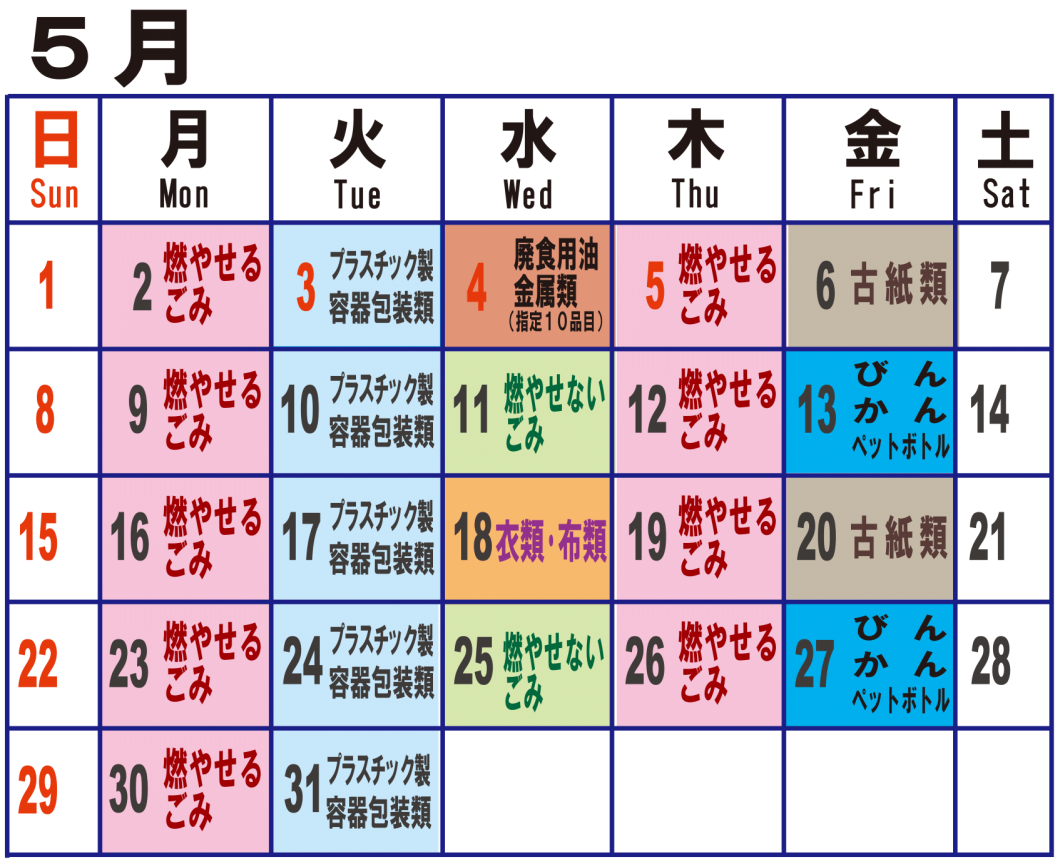 5月
日 月 火 水 木 金 土
Sun Mon Tue Wed Thu Fri Sat
1
2 燃やせる
ごみ
3 プラスチック製
容器包装類
4 廃食用油
金属類
(指定10品目)
5 燃やせる
ごみ
6 古紙類
7
8
9 燃やせる
ごみ
10 プラスチック製
容器包装類
11 燃やせない
ごみ
12 燃やせる
ごみ
13 びん
かん
ペットボトル
14
15
16 燃やせる
ごみ
17 プラスチック製
容器包装類
18 衣類・布類
19 燃やせる
ごみ
20 古紙類
21
22
23 燃やせる
ごみ
24 プラスチック製
容器包装類
25 燃やせない
ごみ
26 燃やせる
ごみ
27 びん
かん
ペットボトル
28
29
30 燃やせる
ごみ
31 プラスチック製
容器包装類